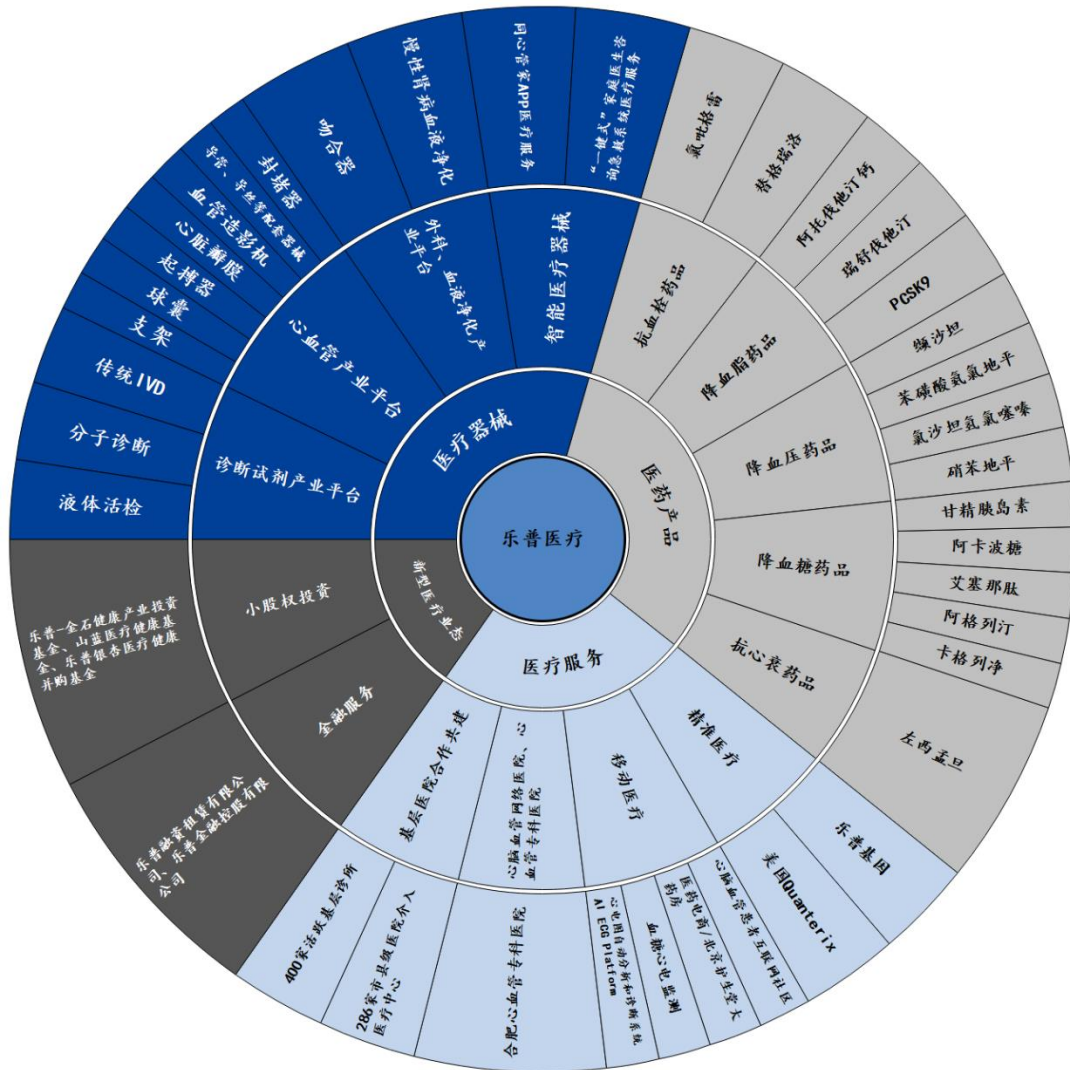 乐普医疗
医疗器械
医药产品
医疗服务
新型医疗业态
智能医疗器械
外科、血液净化产
业平台
心血管产业平台
诊断试剂产业平台
抗血栓药品
降血脂药品
降血压药品
降血糖药品
抗心衰药品
精准医疗
移动医疗
心脑血管网络医院、心
血管专科医院
基层医院合作共建
金融服务
小股权投资
“一键式”家庭医生咨
询急救系统医疗服务
同心管家APP医疗服务
慢性肾病血液净化
吻合器
封堵器
导管、导丝等配套器械
血管造影机
心脏瓣膜
起搏器
球囊
支架
传统IVD
分子诊断
液体活检
氯吡格雷
替格瑞洛
阿托伐他汀钙
瑞舒伐他汀
PCSK9
缬沙坦
苯磺酸氨氯地平
氯沙坦氢氯噻嗪
硝苯地平
甘精胰岛素
阿卡波糖
艾塞那肽
阿格列汀
卡格列净
左西孟旦
乐普基因
美国Quanterix
心脑血管患者互联网社区
医药电商/北京护生堂大
药房
血糖心电监测
心电图自动分析和诊断系统
AI ECG Platform
合肥心血管专科医院
286家市县级医院介入
医疗中心
400家活跃基层诊所
乐普融资租赁有限公
司、乐普金融控股有限
公司
乐普-金石健康产业投资
基金、山蓝医疗健康基
金、乐普银杏医疗健康
并购基金